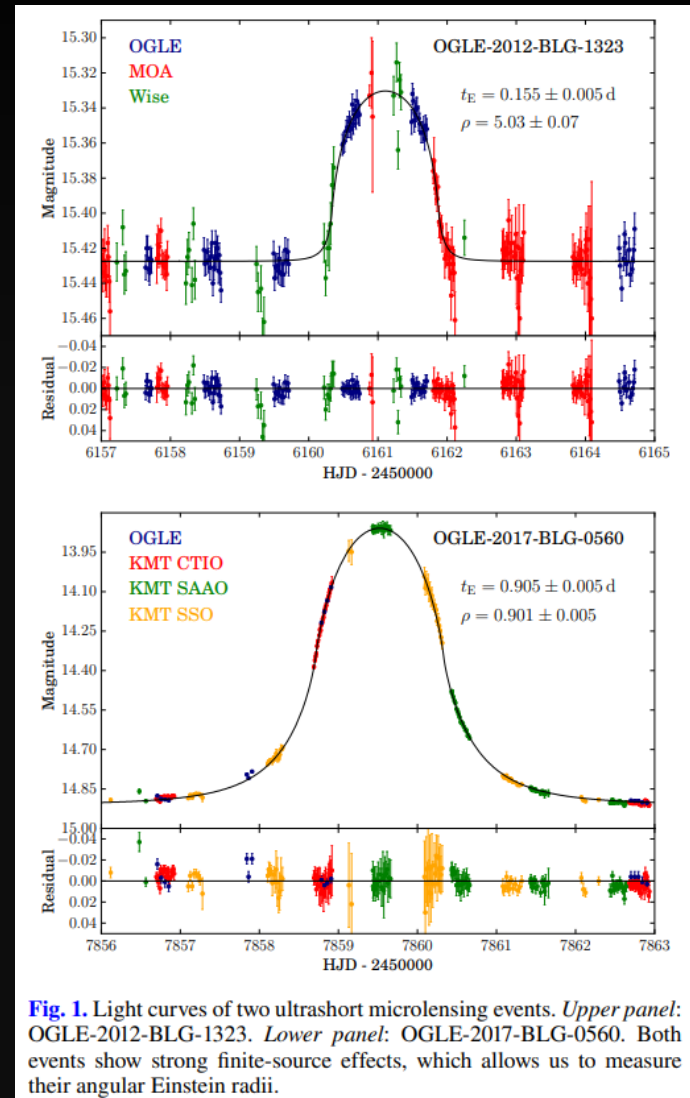 OGLE
MOA
Wise
OGLE-2012-BLG-1323
t_E = 0.155 ± 0.005 d
ρ = 5.03 ± 0.07
Magnitude
15.30
15.32
15.34
15.36
15.38
15.40
15.42
15.44
15.46
Residual
−0.04
−0.02
0.00
0.02
0.04
6157 6158 6159 6160 6161 6162 6163 6164 6165
HJD - 2450000
OGLE
KMT CTIO
KMT SAAO
KMT SSO
OGLE-2017-BLG-0560
t_E = 0.905 ± 0.005 d
ρ = 0.901 ± 0.005
Magnitude
13.95
14.10
14.25
14.40
14.55
14.70
14.85
15.00
Residual
−0.04
−0.02
0.00
0.02
0.04
7856 7857 7858 7859 7860 7861 7862 7863
HJD - 2450000
Fig. 1. Light curves of two ultrashort microlensing events. Upper panel:
OGLE-2012-BLG-1323. Lower panel: OGLE-2017-BLG-0560. Both
events show strong finite-source effects, which allows us to measure
their angular Einstein radii.